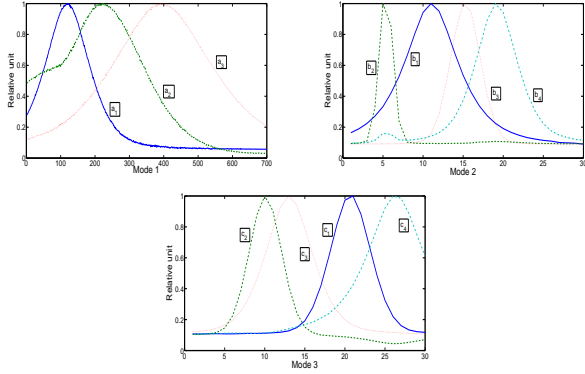 1
0.8
0.6
0.4
0.2
0
Relative unit
a1
a2
a3
0 100 200 300 400 500 600 700
Mode 1
1
0.8
0.6
0.4
0.2
0
Relative unit
b2
b1
b3
b4
0 5 10 15 20 25 30
Mode 2
1
0.8
0.6
0.4
0.2
0
Relative unit
c2
c3
c1
c4
0 5 10 15 20 25 30
Mode 3